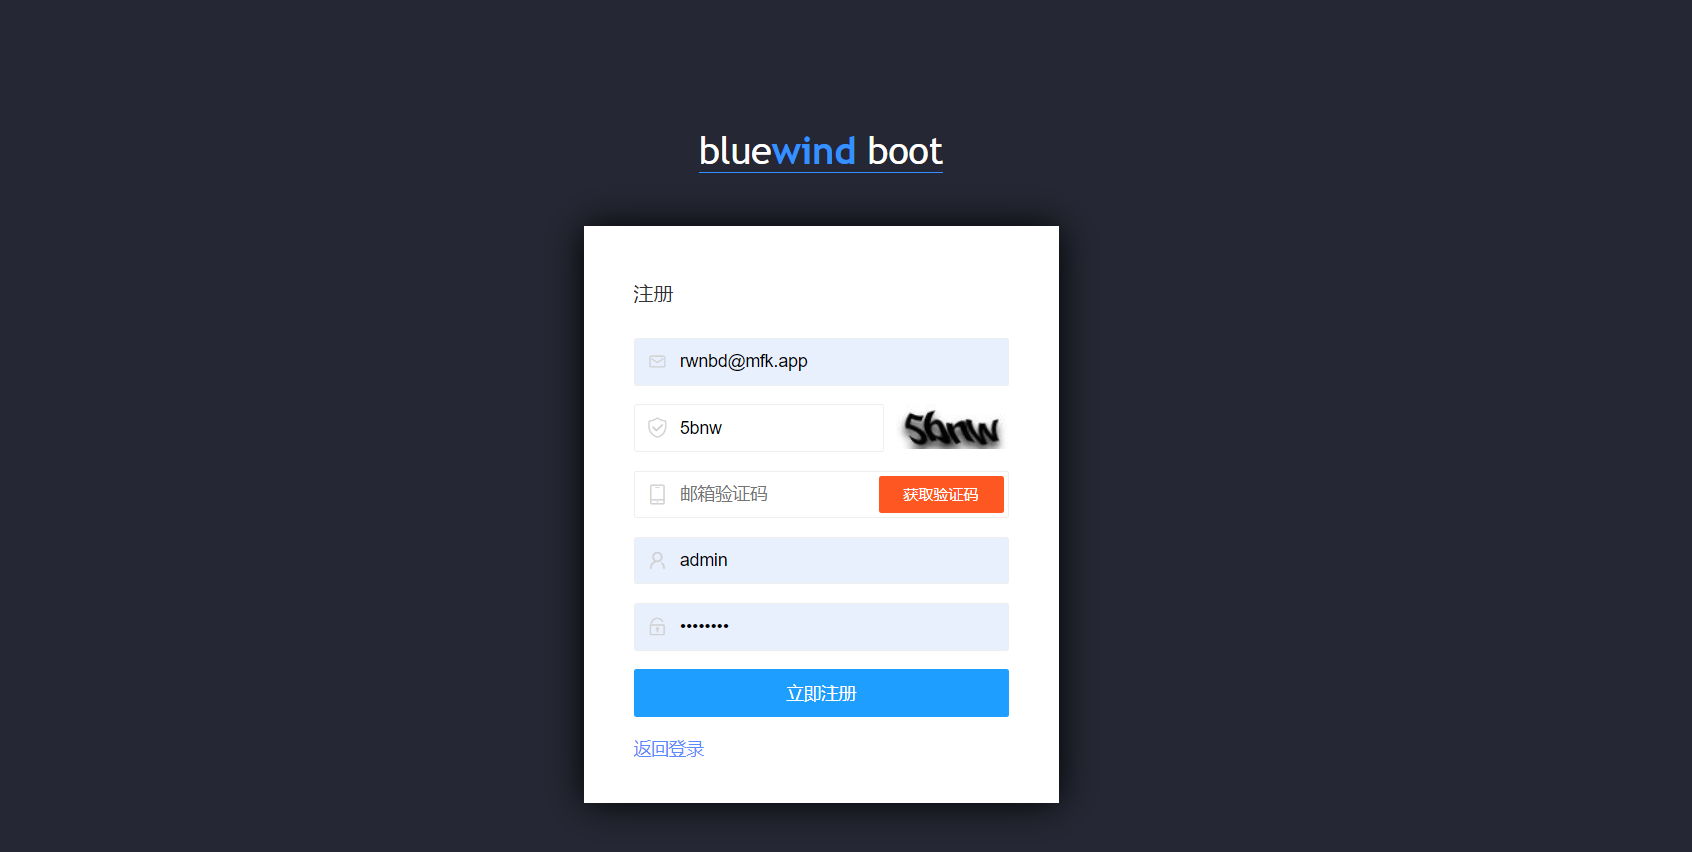 bluewind boot
注册
rwnbd@mfk.app
5bnw 5bnw
邮箱验证码 获取验证码
admin
••••••••
立即注册
返回登录